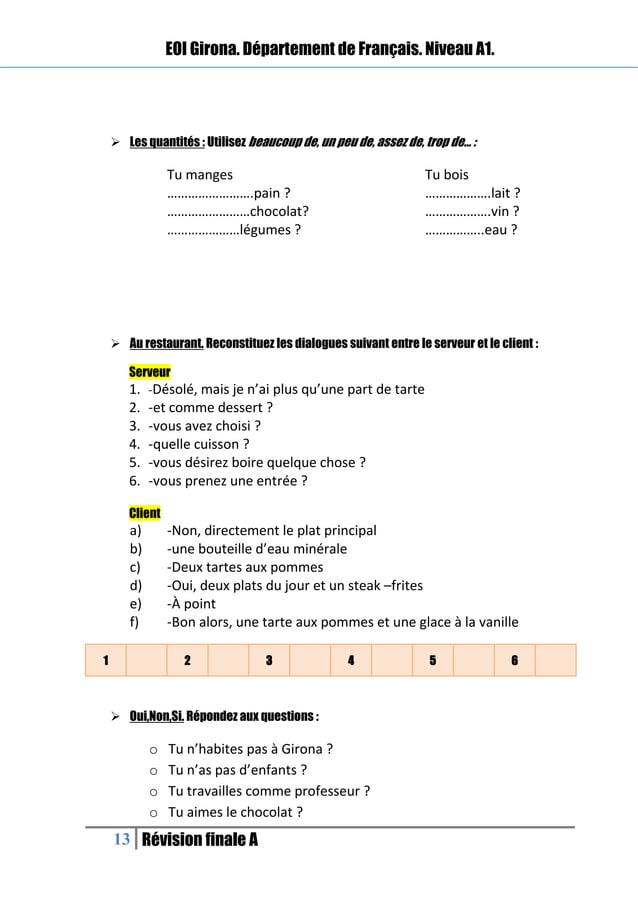 EOI Girona. Département de Français. Niveau A1.
➢ Les quantités : Utilisez beaucoup de, un peu de, assez de, trop de... :
Tu manges
…………………….pain ?
……………………chocolat?
…………………légumes ?
Tu bois
……………….lait ?
……………….vin ?
……………..eau ?
➢ Au restaurant. Reconstituez les dialogues suivant entre le serveur et le client :
Serveur
1. -Désolé, mais je n’ai plus qu’une part de tarte
2. -et comme dessert ?
3. -vous avez choisi ?
4. -quelle cuisson ?
5. -vous désirez boire quelque chose ?
6. -vous prenez une entrée ?
Client
a) -Non, directement le plat principal
b) -une bouteille d’eau minérale
c) -Deux tartes aux pommes
d) -Oui, deux plats du jour et un steak –frites
e) -À point
f) -Bon alors, une tarte aux pommes et une glace à la vanille
1 2 3 4 5 6
➢ Oui,Non,Si. Répondez aux questions :
o Tu n’habites pas à Girona ?
o Tu n’as pas d’enfants ?
o Tu travailles comme professeur ?
o Tu aimes le chocolat ?
13 Révision finale A